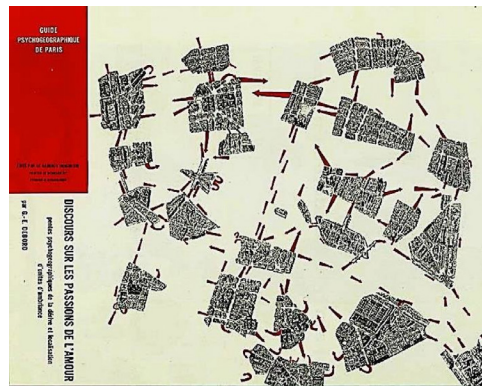 GUIDE
PSYCHOGEOGRAPHIQUE
DE PARIS
DISCOURS SUR LES PASSIONS DE L'AMOUR
pentes psychogeographiques de la dérive et localisation
d'unités d'ambiance
par G.-E. DEBORD